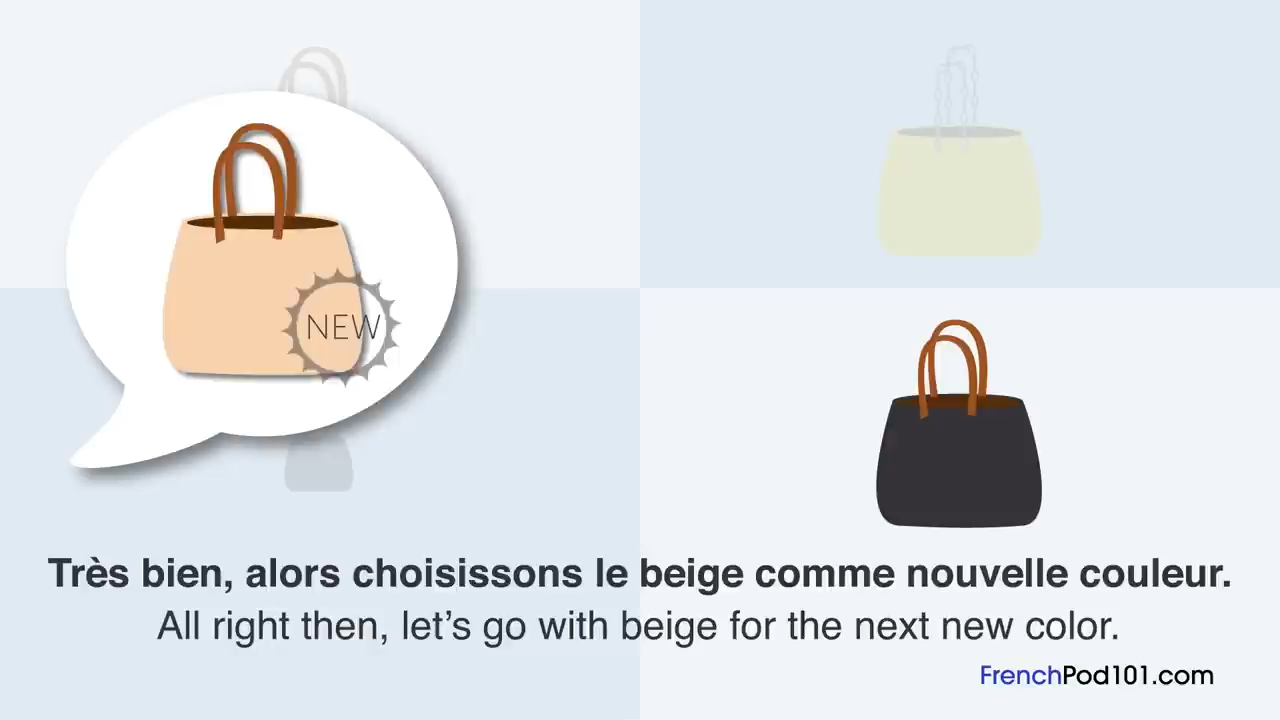 NEW
Très bien, alors choisissons le beige comme nouvelle couleur.
All right then, let’s go with beige for the next new color.
FrenchPod101.com